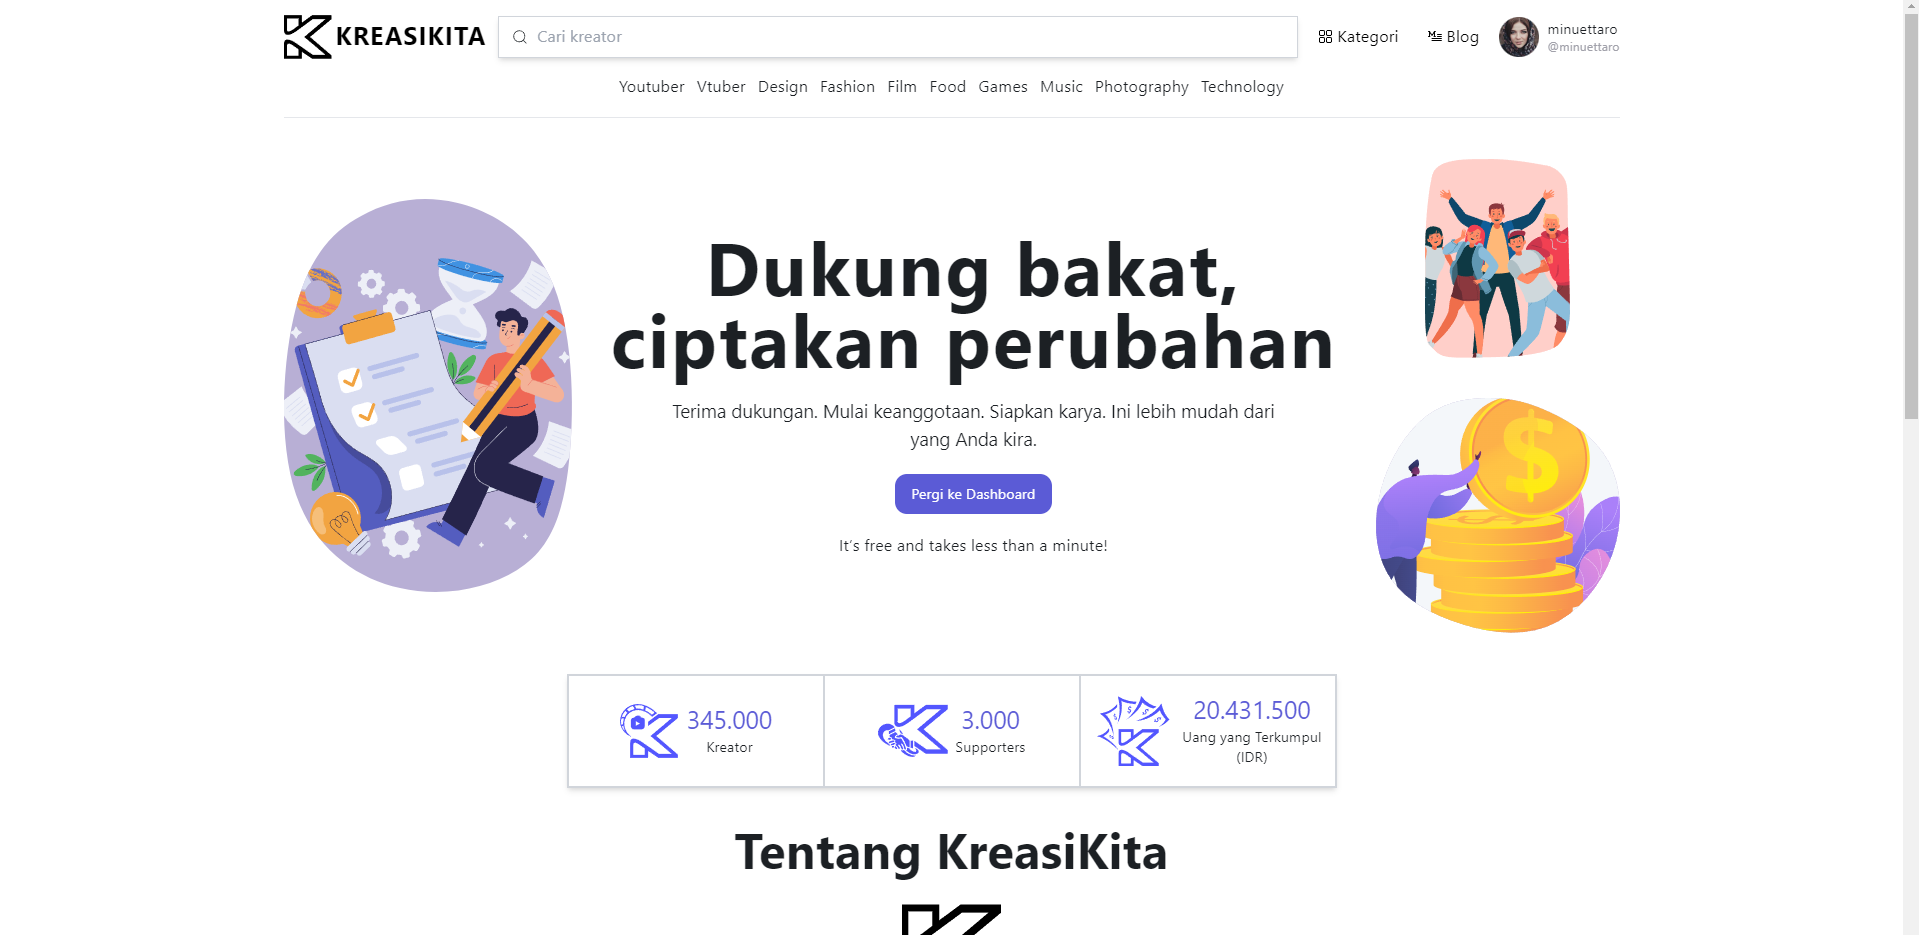 KREASIKITA
Cari kreator
Kategori
Blog
minuettaro
@minuettaro
Youtuber Vtuber Design Fashion Film Food Games Music Photography Technology
Dukung bakat,
ciptakan perubahan
Terima dukungan. Mulai keanggotaan. Siapkan karya. Ini lebih mudah dari
yang Anda kira.
Pergi ke Dashboard
It's free and takes less than a minute!
345.000
Kreator
3.000
Supporters
20.431.500
Uang yang Terkumpul
(IDR)
Tentang KreasiKita